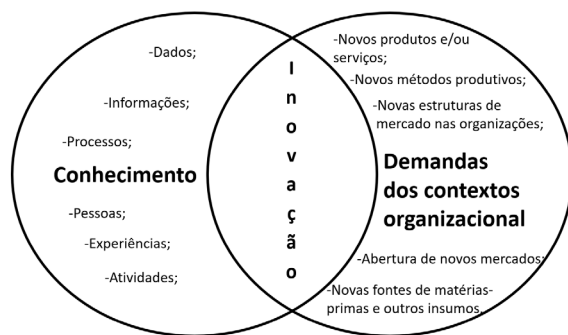 -Dados;
-Informações;
-Processos;
Conhecimento
-Pessoas;
-Experiências;
-Atividades;
I
n
o
v
a
ç
ã
o
-Novos produtos e/ou
serviços;
-Novos métodos produtivos;
-Novas estruturas de
mercado nas organizações;
Demandas
dos contextos
organizacional
-Abertura de novos mercados;
-Novas fontes de matérias-
primas e outros insumos.